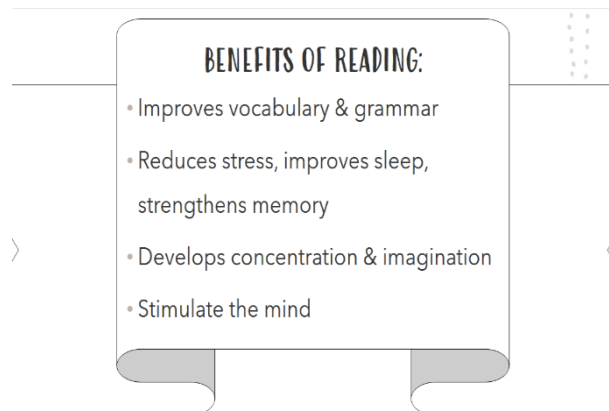 BENEFITS OF READING:
• Improves vocabulary & grammar
• Reduces stress, improves sleep,
strengthens memory
• Develops concentration & imagination
• Stimulate the mind